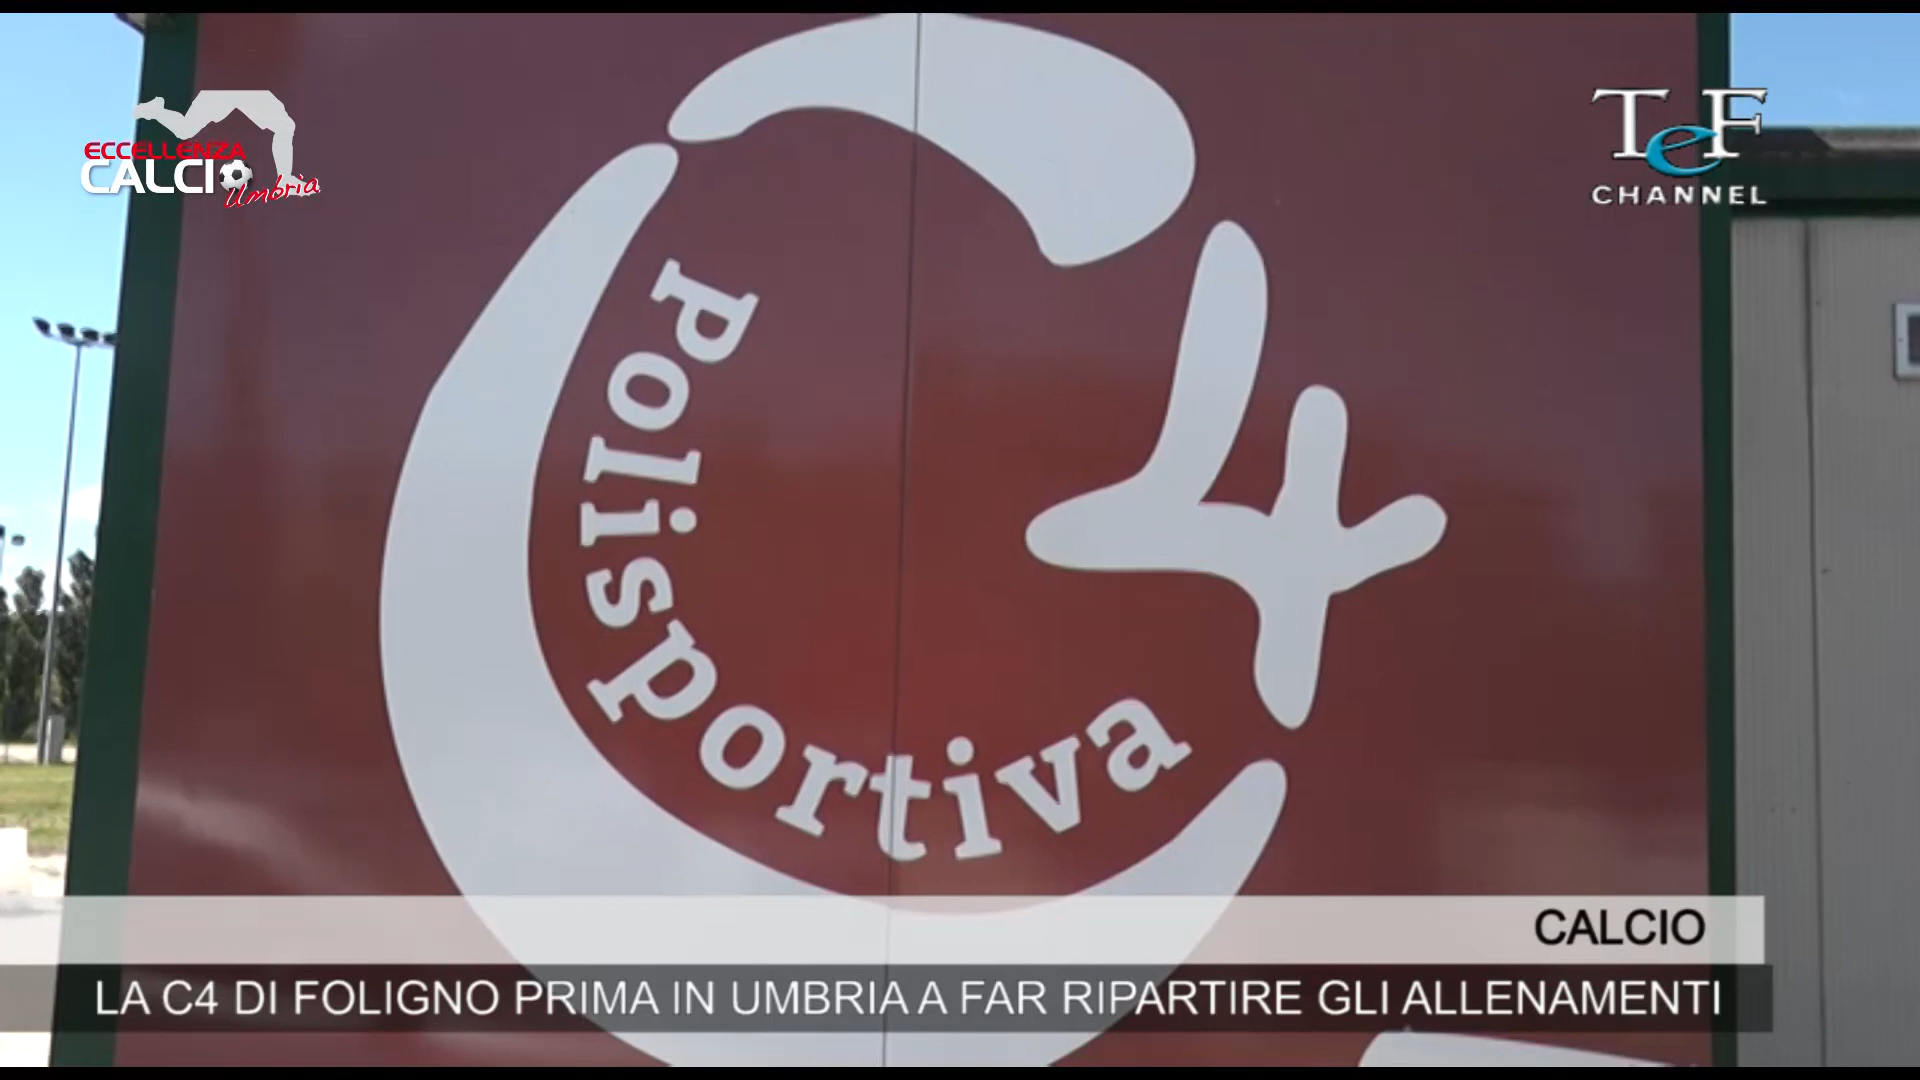 ECCELLENZA
CALCIO
Umbria
TeF
CHANNEL
C4
Polisportiva
CALCIO
LA C4 DI FOLIGNO PRIMA IN UMBRIA A FAR RIPARTIRE GLI ALLENAMENTI